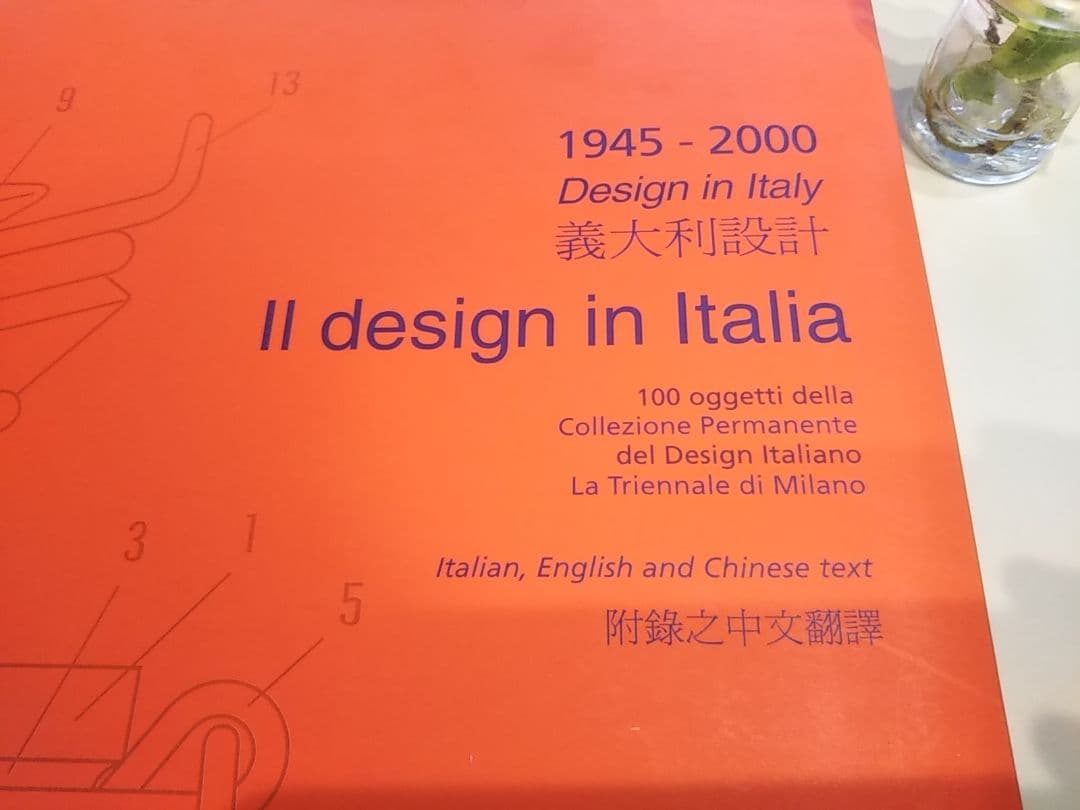 9
13
1945 - 2000
Design in Italy
義大利設計
Il design in Italia
100 oggetti della
Collezione Permanente
del Design Italiano
La Triennale di Milano
3
1
5
Italian, English and Chinese text
附錄之中文翻譯